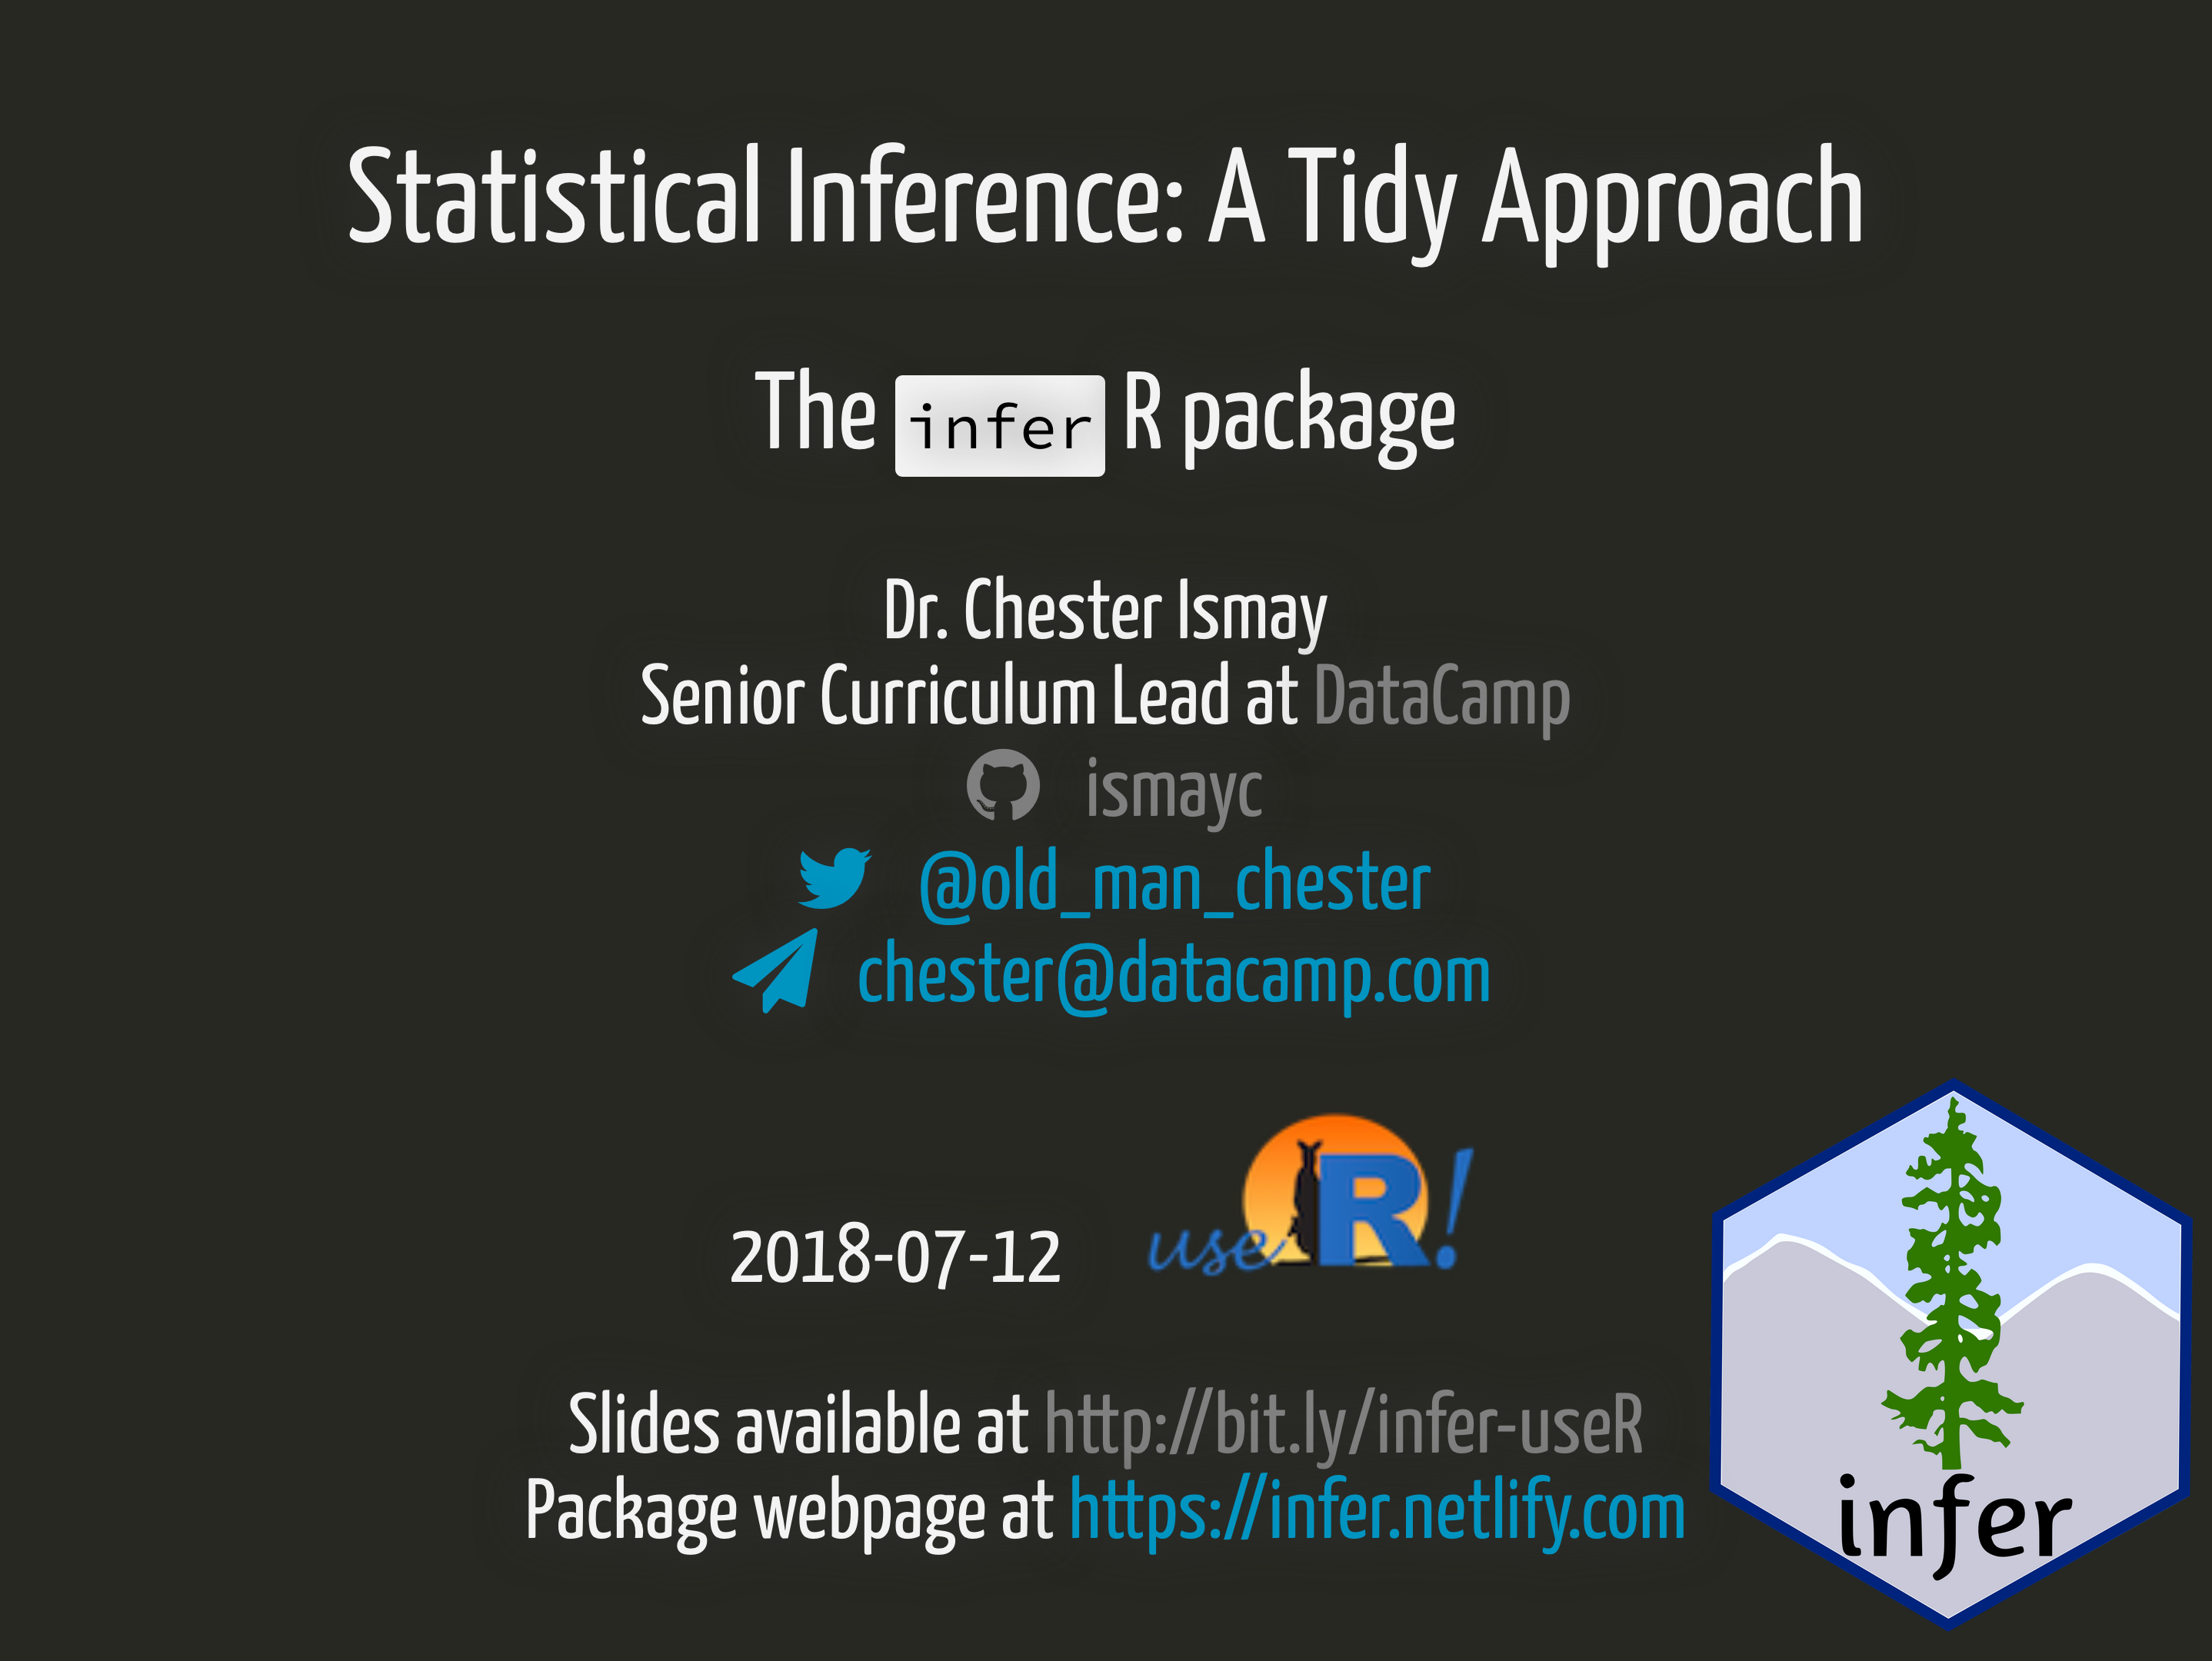 Statistical Inference: A Tidy Approach
The infer R package
Dr. Chester Ismay
Senior Curriculum Lead at DataCamp
ismayc
@old_man_chester
chester@datacamp.com
2018-07-12 useR!
Slides available at http://bit.ly/infer-useR
Package webpage at https://infer.netlify.com
infer